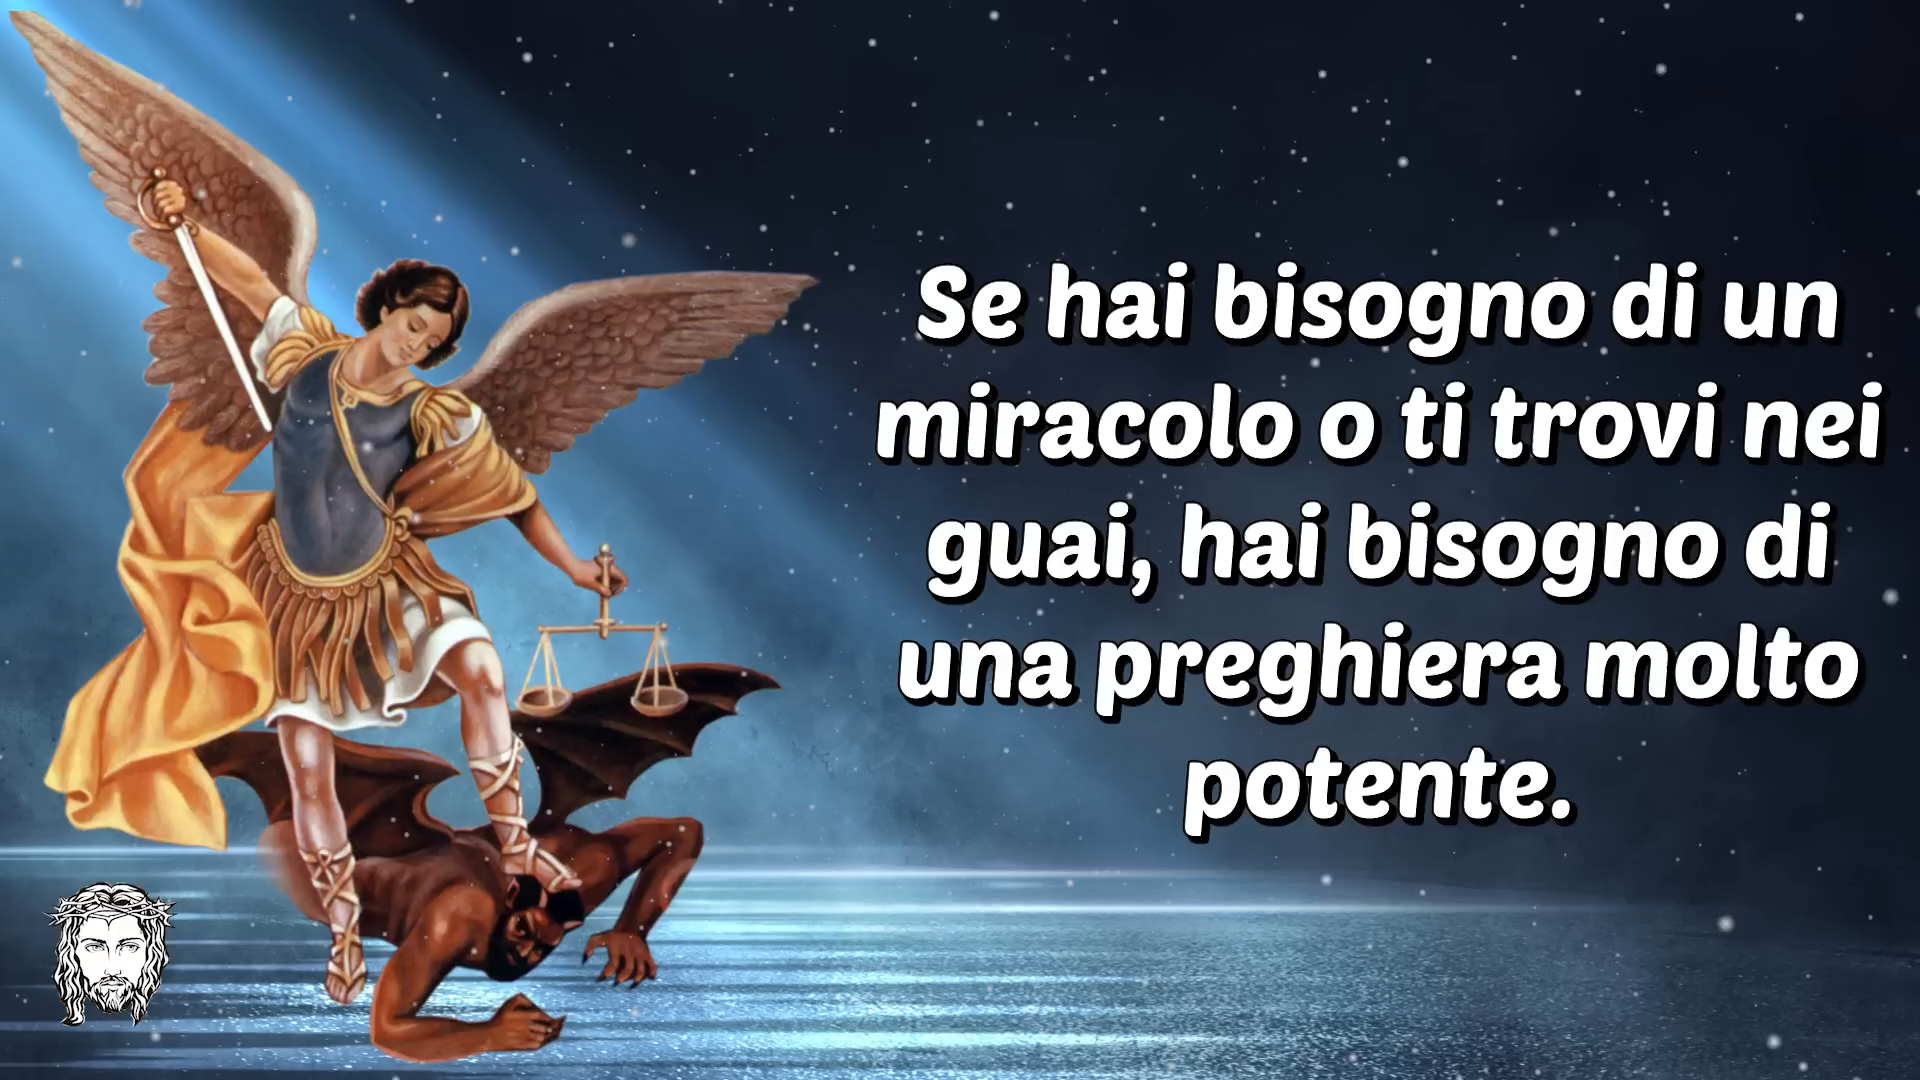 Se hai bisogno di un
miracolo o ti trovi nei
guai, hai bisogno di
una preghiera molto
potente.